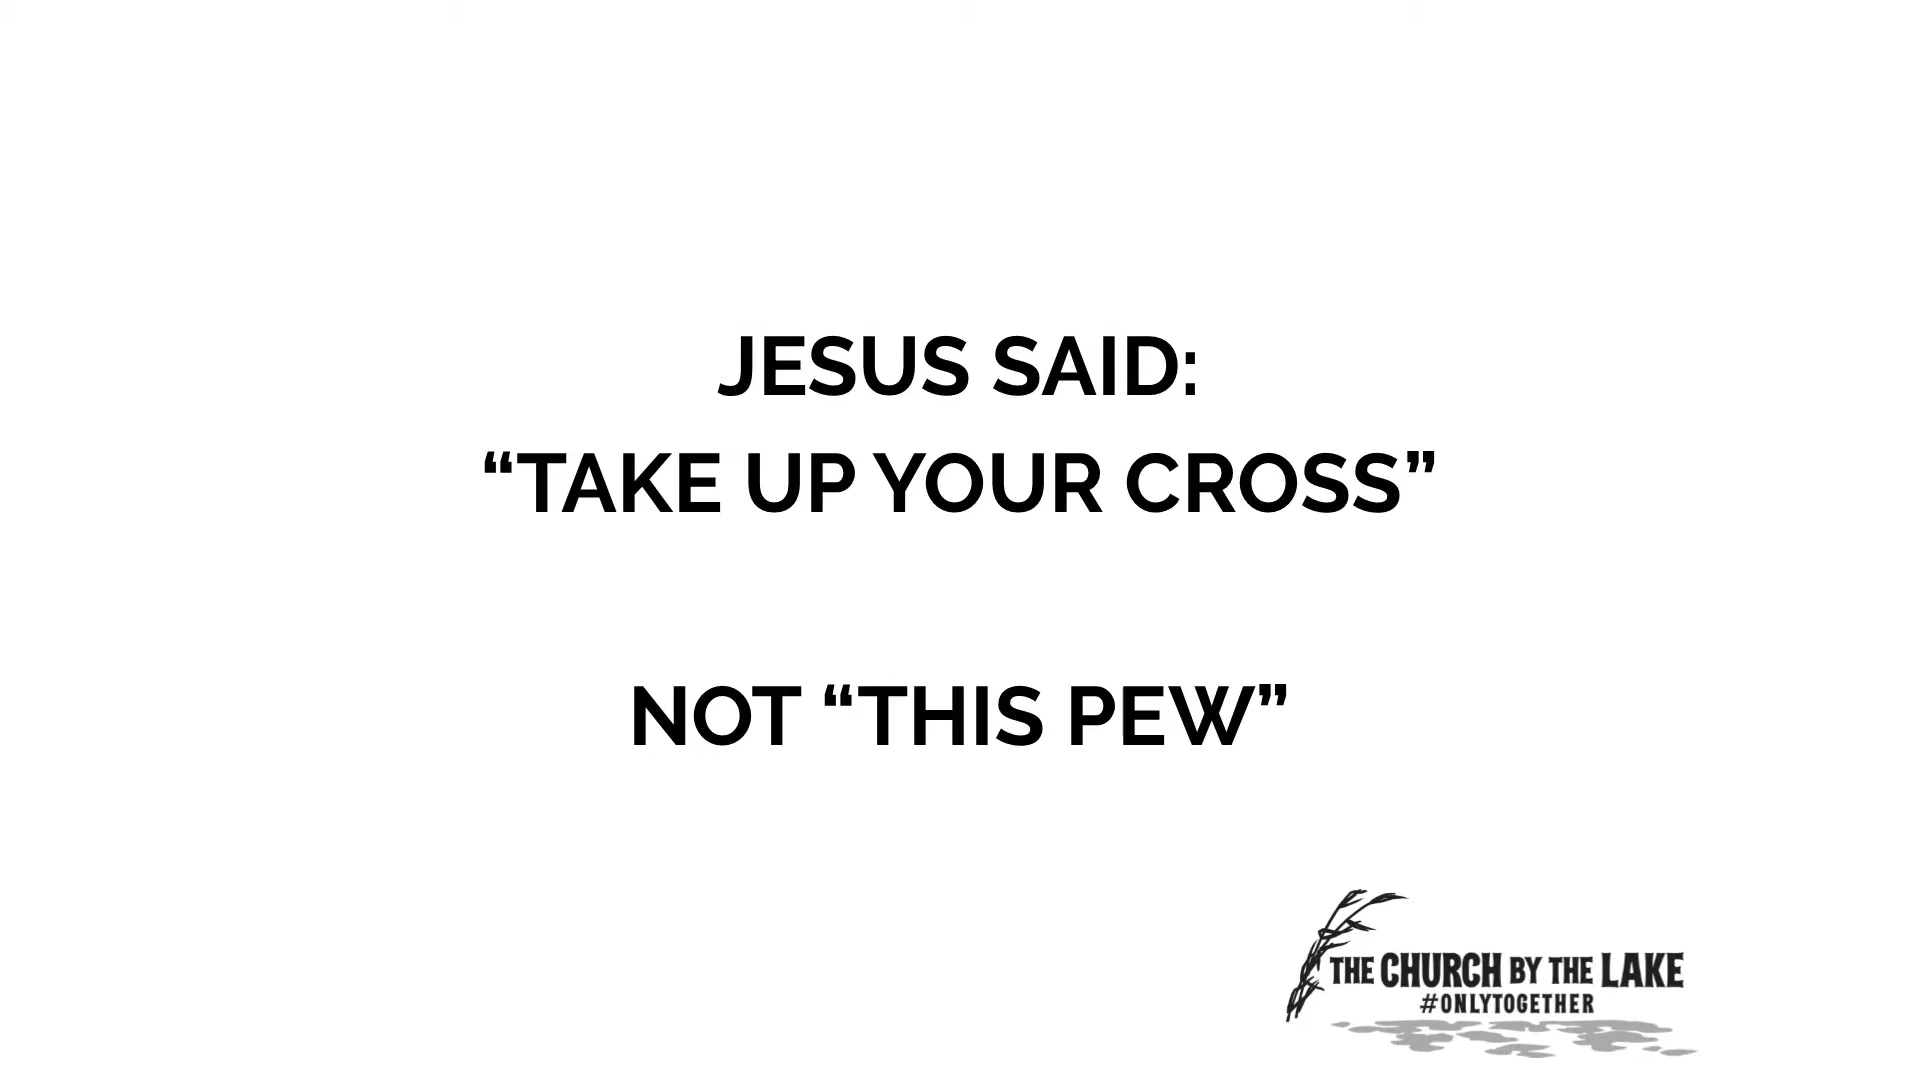 JESUS SAID:
“TAKE UP YOUR CROSS”
NOT “THIS PEW”
THE CHURCH BY THE LAKE
#ONLYTOGETHER